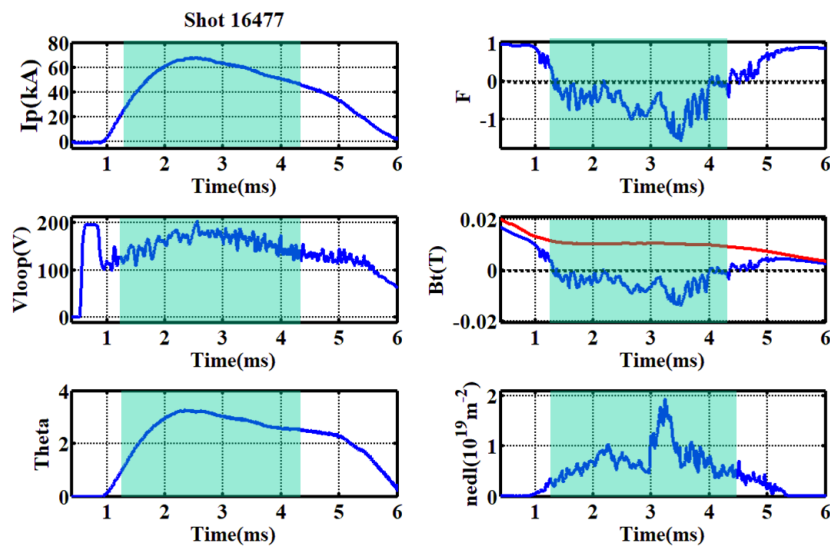 Shot 16477
80
60
40
20
0
Ip(kA)
1 2 3 4 5 6
Time(ms)
1
0
-1
F
1 2 3 4 5 6
Time(ms)
200
100
0
Vloop(V)
1 2 3 4 5 6
Time(ms)
0.02
0
-0.02
Bt(T)
1 2 3 4 5 6
Time(ms)
4
2
0
Theta
1 2 3 4 5 6
Time(ms)
2
1
0
nedl(10^19 m^-2)
1 2 3 4 5 6
Time(ms)